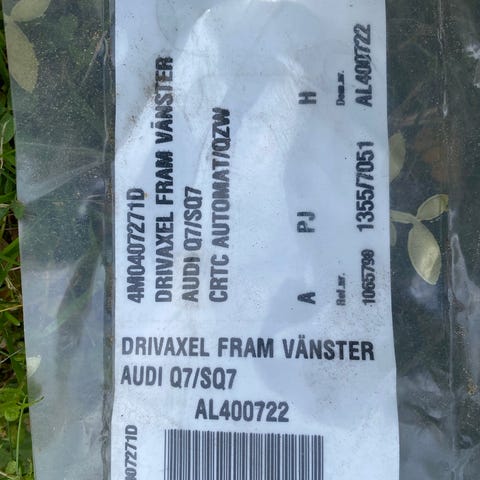 4M0407271D
DRIVAXEL FRAM VÄNSTER
AUDI Q7/SQ7
CRTC AUTOMAT/QZW
A PJ H
Ref.nr. Dem.nr.
1065790 1355/7051 AL400722
DRIVAXEL FRAM VÄNSTER
AUDI Q7/SQ7
AL400722
407271D